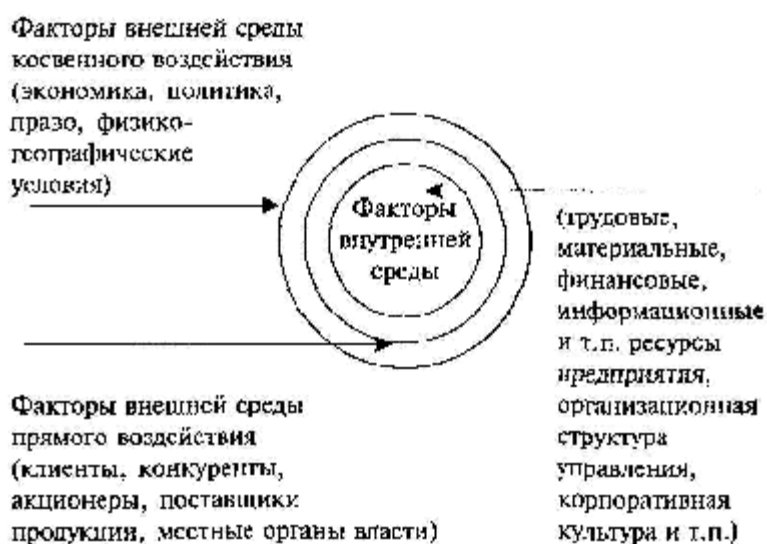 Факторы внешней среды
косвенного воздействия
(экономика, политика,
празо, физико-
географические
условия)
Факторы
внутренней
среды
(трудовые,
материальные,
финансовые,
информационные
и т.п. ресурсы
предприятия,
организационная
структура
управления,
корпоративная
культура и т.п.)
Факторы внешней среды
прямого воздействия
(клиенты, конкуренты,
акционеры, поставщики
продукции, местные органы власти)